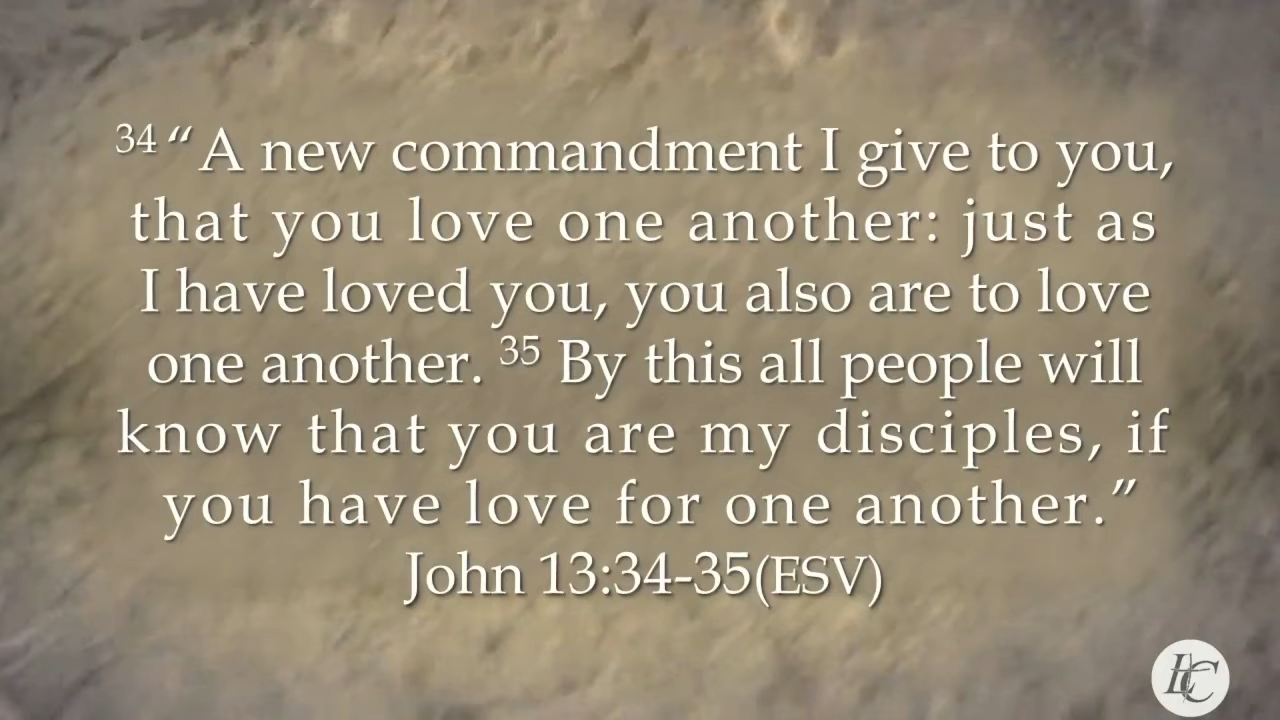 34 “A new commandment I give to you,
that you love one another: just as
I have loved you, you also are to love
one another. 35 By this all people will
know that you are my disciples, if
you have love for one another.”
John 13:34-35(ESV)